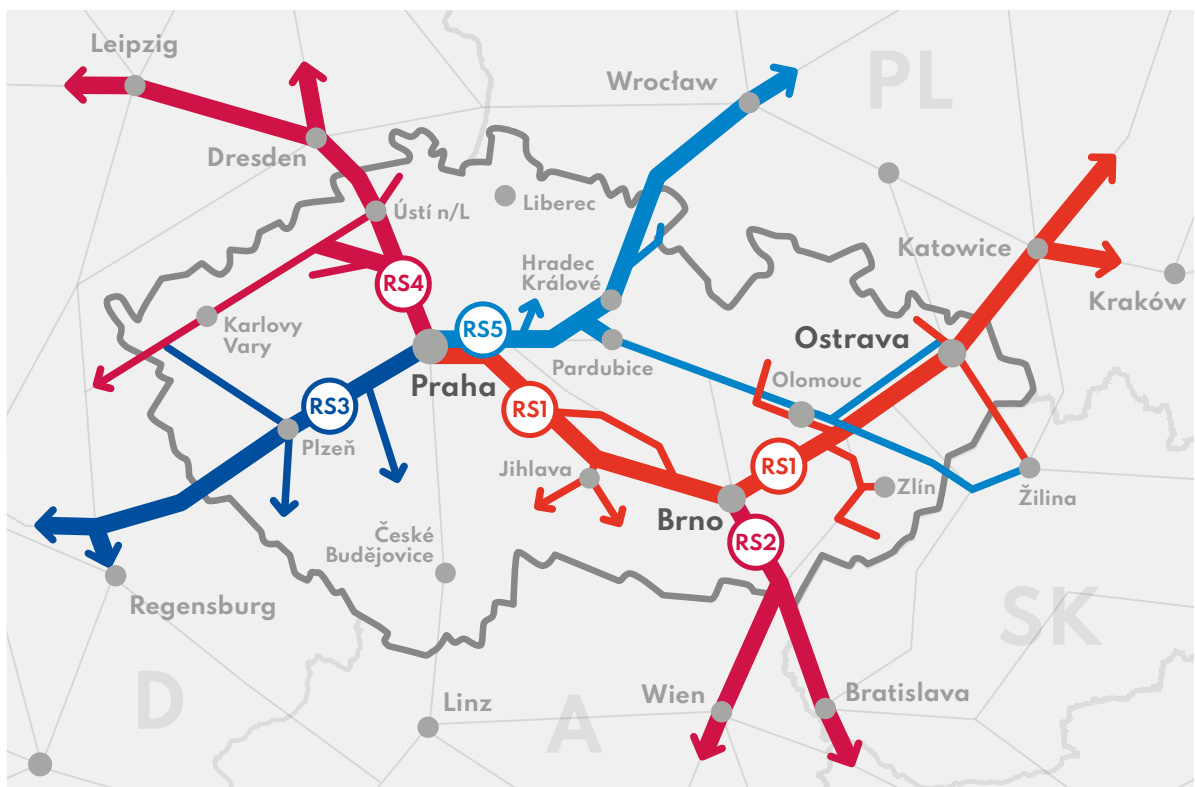 Leipzig
Wrocław
PL
Dresden
Liberec
Ústí n/L
Katowice
Hradec
Králové
RS4
Kraków
Karlovy
Vary
RS5
Ostrava
Pardubice
Praha
Olomouc
RS3
RS1
Plzeň
Jihlava
RS1
Zlín
Žilina
Brno
České
Budějovice
RS2
Regensburg
SK
D
Linz
A
Wien
Bratislava